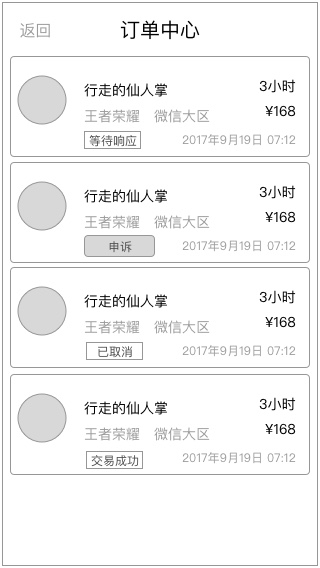 返回 订单中心
行走的仙人掌 3小时
王者荣耀 微信大区 ¥168
等待响应 2017年9月19日 07:12
行走的仙人掌 3小时
王者荣耀 微信大区 ¥168
申诉 2017年9月19日 07:12
行走的仙人掌 3小时
王者荣耀 微信大区 ¥168
已取消 2017年9月19日 07:12
行走的仙人掌 3小时
王者荣耀 微信大区 ¥168
交易成功 2017年9月19日 07:12